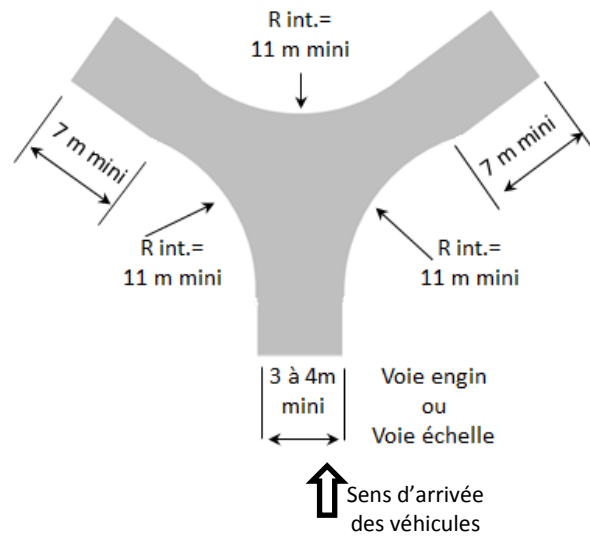 R int.=
11 m mini
7 m mini
7 m mini
R int.=
11 m mini
R int.=
11 m mini
3 à 4m
mini
Voie engin
ou
Voie échelle
Sens d’arrivée
des véhicules